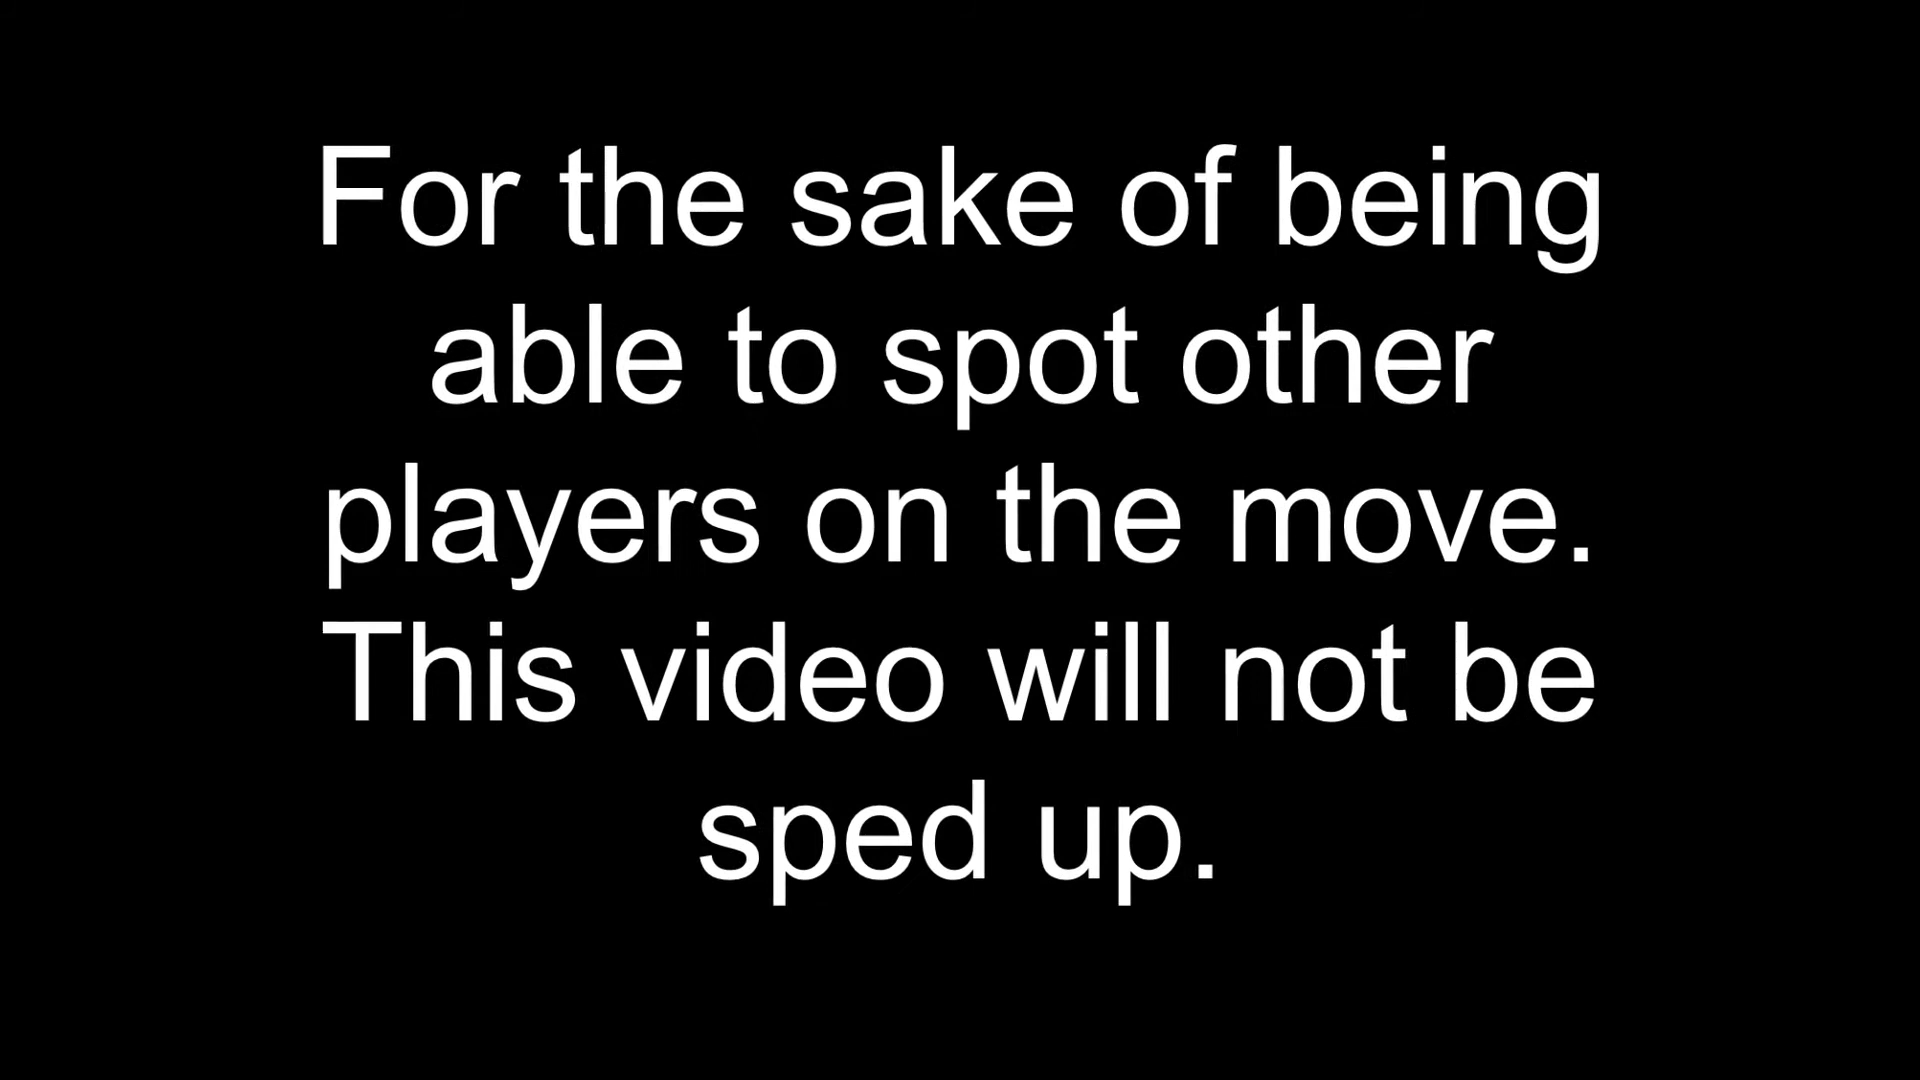 For the sake of being
able to spot other
players on the move.
This video will not be
sped up.